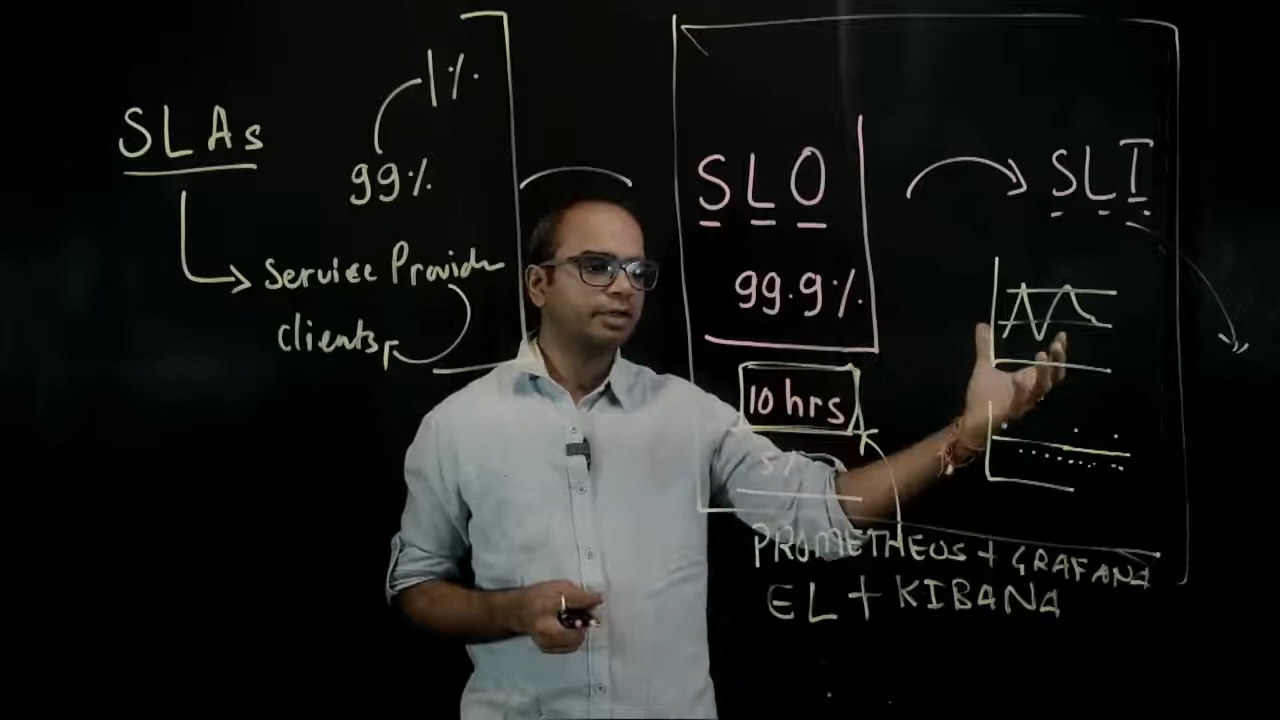 SLAs
1%
99%
Service Provider
clients
SLO
99.9%
10 hrs
SLI
PROMETHEUS + GRAFANA
EL + KIBANA